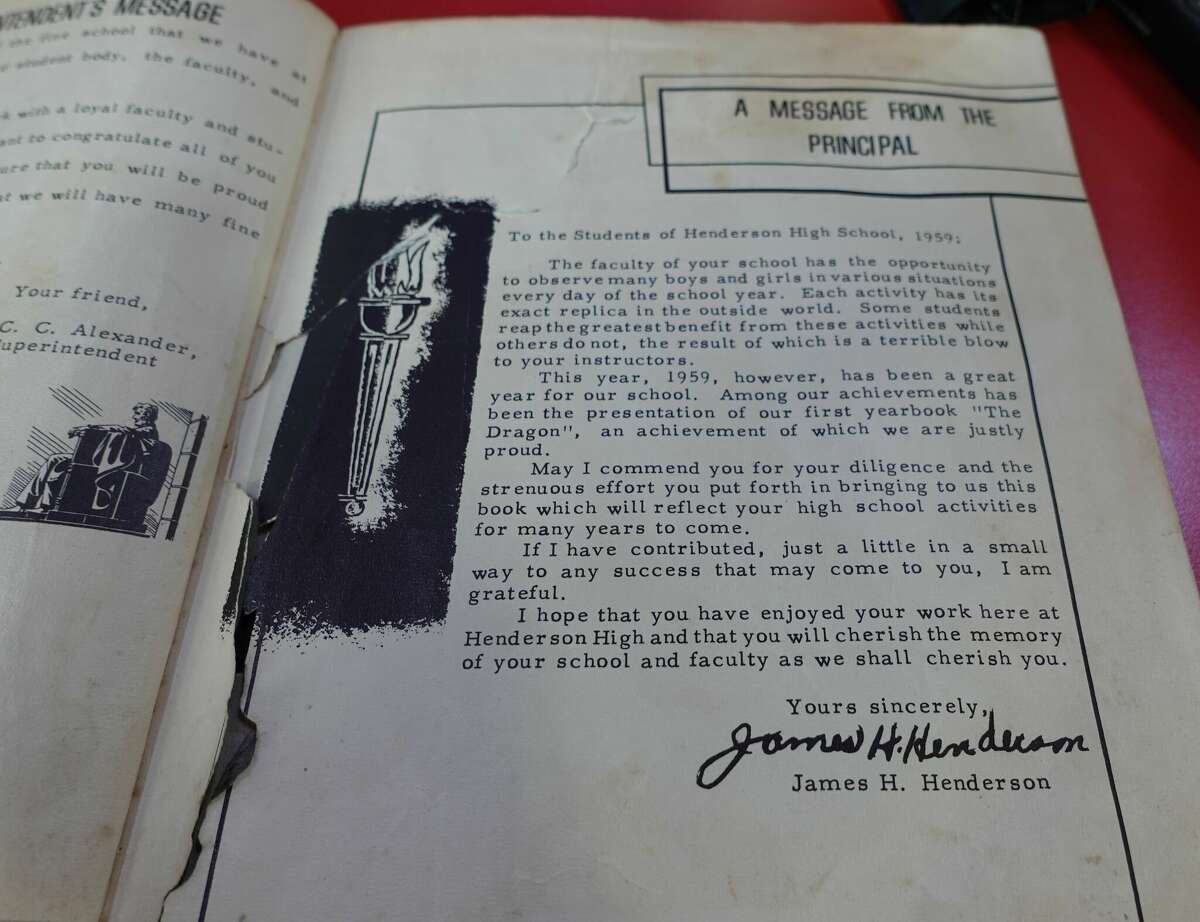 INTENDENT'S MESSAGE
the fine school that we have at
student body, the faculty, and
with a loyal faculty and stu-
to congratulate all of you
that you will be proud
we will have many fine
Your friend,
C. C. Alexander,
uperintendent
A MESSAGE FROM THE
PRINCIPAL
To the Students of Henderson High School, 1959;
The faculty of your school has the opportunity
to observe many boys and girls in various situations
every day of the school year. Each activity has its
exact replica in the outside world. Some students
reap the greatest benefit from these activities while
others do not, the result of which is a terrible blow
to your instructors.
This year, 1959, however, has been a great
year for our school. Among our achievements has
been the presentation of our first yearbook "The
Dragon", an achievement of which we are justly
proud.
May I commend you for your diligence and the
strenuous effort you put forth in bringing to us this
book which will reflect your high school activities
for many years to come.
If I have contributed, just a little in a small
way to any success that may come to you, I am
grateful.
I hope that you have enjoyed your work here at
Henderson High and that you will cherish the memory
of your school and faculty as we shall cherish you.
Yours sincerely,
James H. Henderson
James H. Henderson